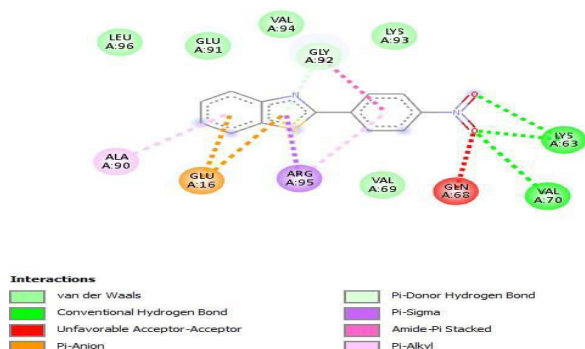 LEU
A:96
GLU
A:91
VAL
A:94
GLY
A:92
LYS
A:93
N
S
N
O
O
LYS
A:63
ALA
A:90
GLU
A:16
ARG
A:95
VAL
A:69
GLN
A:68
VAL
A:70
Interactions
van der Waals
Conventional Hydrogen Bond
Unfavorable Acceptor-Acceptor
Pi-Anion
Pi-Donor Hydrogen Bond
Pi-Sigma
Amide-Pi Stacked
Pi-Alkyl